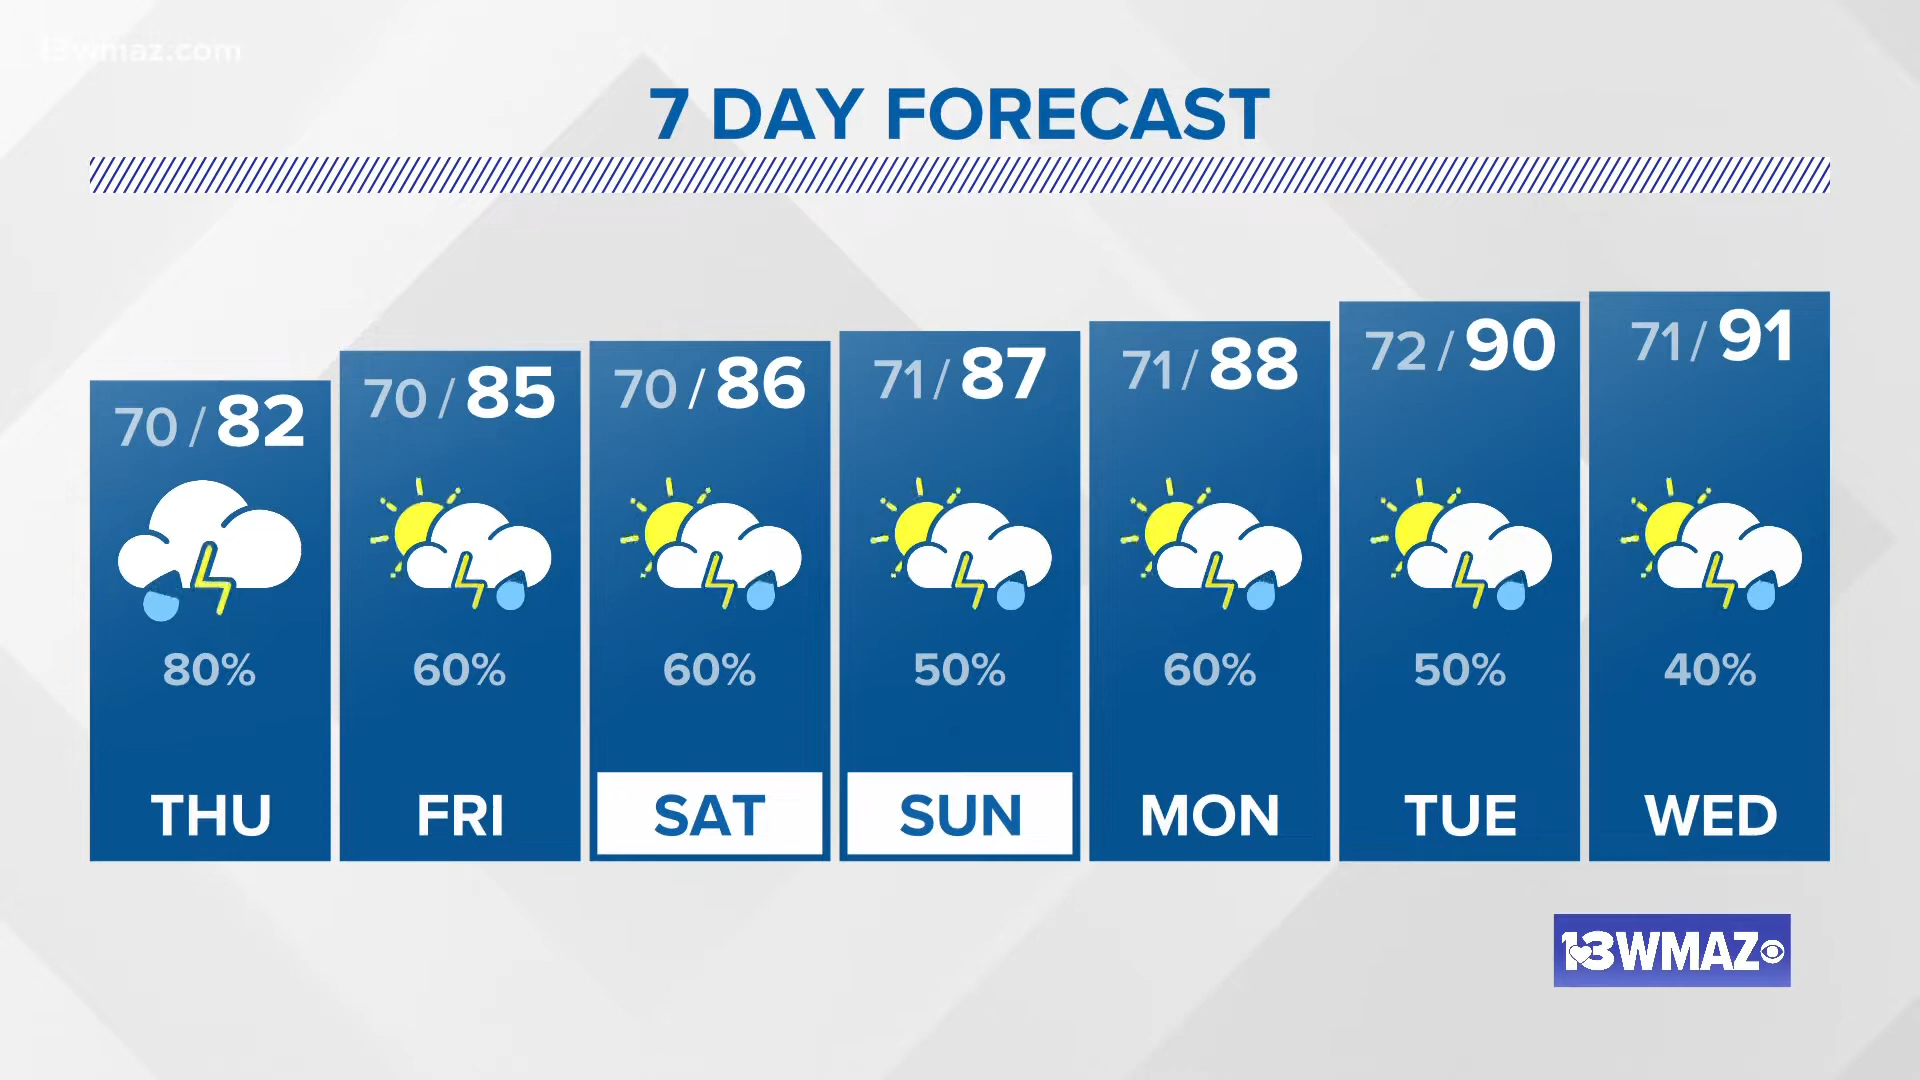 13wmaz.com
7 DAY FORECAST
70 / 82
70 / 85
70 / 86
71 / 87
71 / 88
72 / 90
71 / 91
80%
60%
60%
50%
60%
50%
40%
THU
FRI
SAT
SUN
MON
TUE
WED
13WMAZ